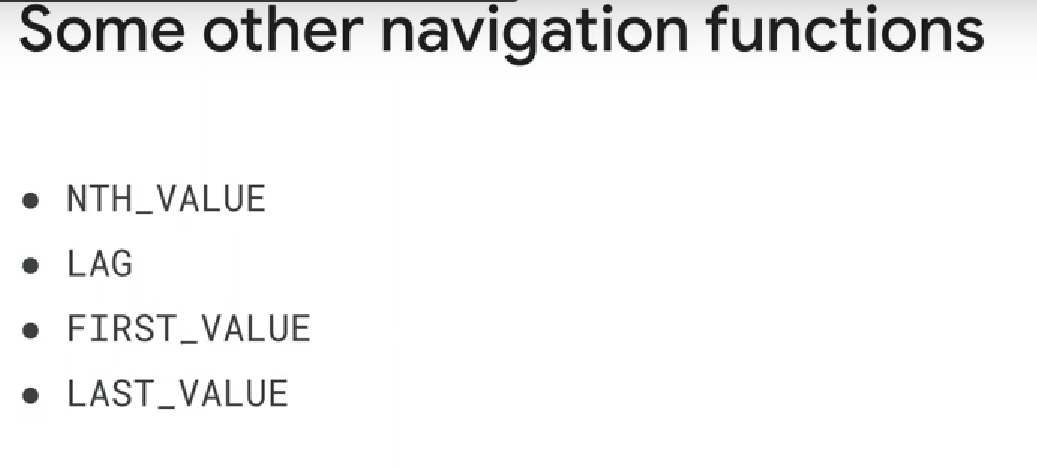 Some other navigation functions
● NTH_VALUE
● LAG
● FIRST_VALUE
● LAST_VALUE